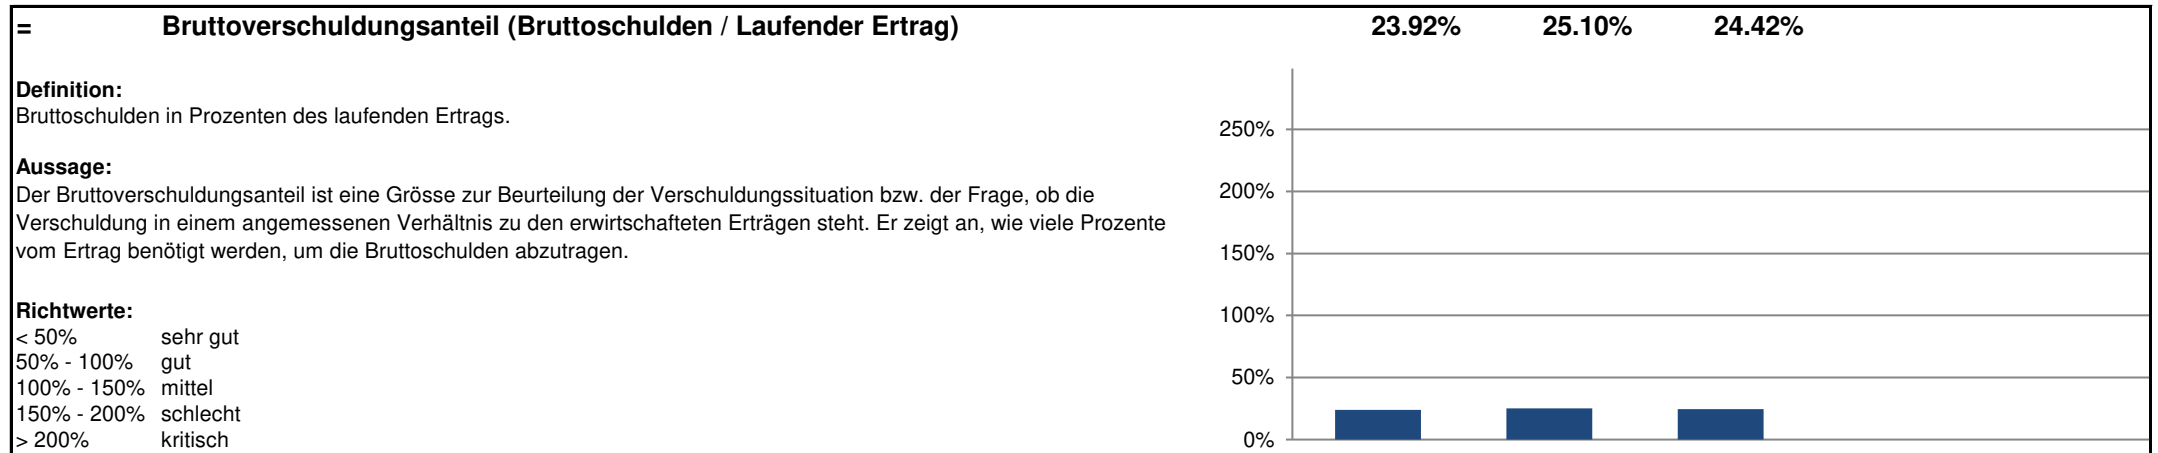 = Bruttoverschuldungsanteil (Bruttoschulden / Laufender Ertrag) 23.92% 25.10% 24.42%
Definition:
Bruttoschulden in Prozenten des laufenden Ertrags.
Aussage:
Der Bruttoverschuldungsanteil ist eine Grösse zur Beurteilung der Verschuldungssituation bzw. der Frage, ob die
Verschuldung in einem angemessenen Verhältnis zu den erwirtschafteten Erträgen steht. Er zeigt an, wie viele Prozente
vom Ertrag benötigt werden, um die Bruttoschulden abzutragen.
Richtwerte:
< 50% sehr gut
50% - 100% gut
100% - 150% mittel
150% - 200% schlecht
> 200% kritisch
250%
200%
150%
100%
50%
0%